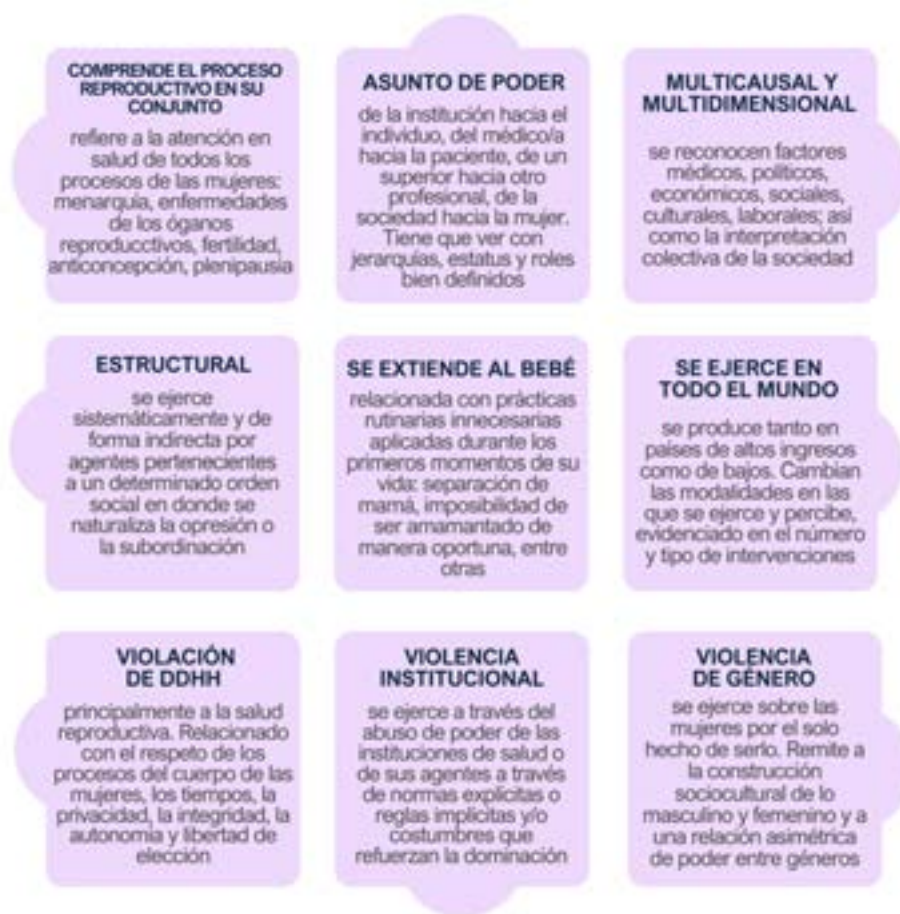 COMPRENDE EL PROCESO
REPRODUCTIVO EN SU
CONJUNTO
refiere a la atención en
salud de todos los
procesos de las mujeres:
menarquia, enfermedades
de los óganos
reproducctivos, fertilidad,
anticoncepción, plenipausia
ASUNTO DE PODER
de la institución hacia el
individuo, del médico/a
hacia la paciente, de un
superior hacia otro
profesional, de la
sociedad hacia la mujer.
Tiene que ver con
jerarquías, estatus y roles
bien definidos
MULTICAUSAL Y
MULTIDIMENSIONAL
se reconocen factores
médicos, políticos,
económicos, sociales,
culturales, laborales; así
como la interpretación
colectiva de la sociedad
ESTRUCTURAL
se ejerce
sistemáticamente y de
forma indirecta por
agentes pertenecientes
a un determinado orden
social en donde se
naturaliza la opresión o
la subordinación
SE EXTIENDE AL BEBÉ
relacionada con prácticas
rutinarias innecesarias
aplicadas durante los
primeros momentos de su
vida: separación de
mamá, imposibilidad de
ser amamantado de
manera oportuna, entre
otras
SE EJERCE EN
TODO EL MUNDO
se produce tanto en
países de altos ingresos
como de bajos. Cambian
las modalidades en las
que se ejerce y percibe,
evidenciado en el número
y tipo de intervenciones
VIOLACIÓN
DE DDHH
principalmente a la salud
reproductiva. Relacionado
con el respeto de los
procesos del cuerpo de las
mujeres, los tiempos, la
privacidad, la integridad, la
autonomía y libertad de
elección
VIOLENCIA
INSTITUCIONAL
se ejerce a través del
abuso de poder de las
instituciones de salud o
de sus agentes a través
de normas explícitas o
reglas implícitas y/o
costumbres que
refuerzan la dominación
VIOLENCIA
DE GÉNERO
se ejerce sobre las
mujeres por el solo
hecho de serlo. Remite a
la construcción
sociocultural de lo
masculino y femenino y a
una relación asimétrica
de poder entre géneros